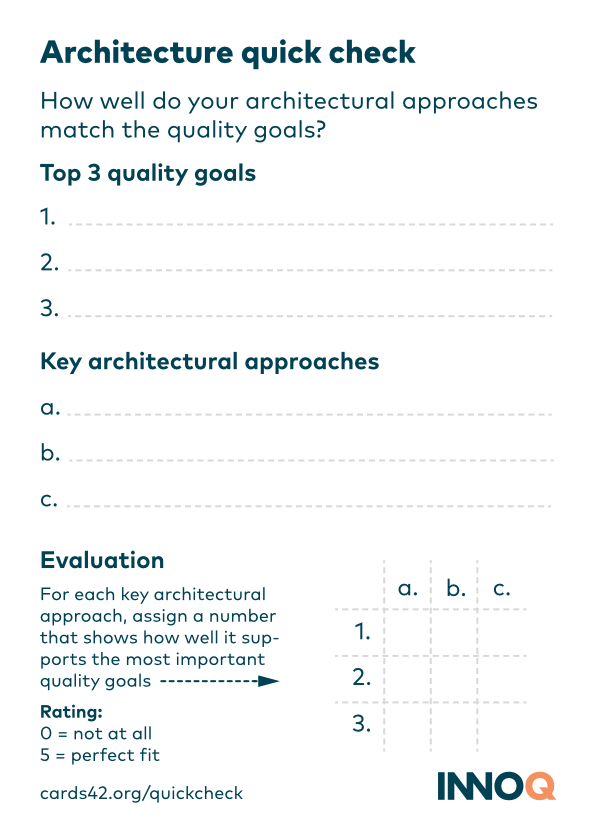 Architecture quick check
How well do your architectural approaches
match the quality goals?
Top 3 quality goals
1.
2.
3.
Key architectural approaches
a.
b.
c.
Evaluation
For each key architectural
approach, assign a number
that shows how well it sup-
ports the most important
quality goals
Rating:
0 = not at all
5 = perfect fit
cards42.org/quickcheck
a. b. c.
1.
2.
3.
INNOQ